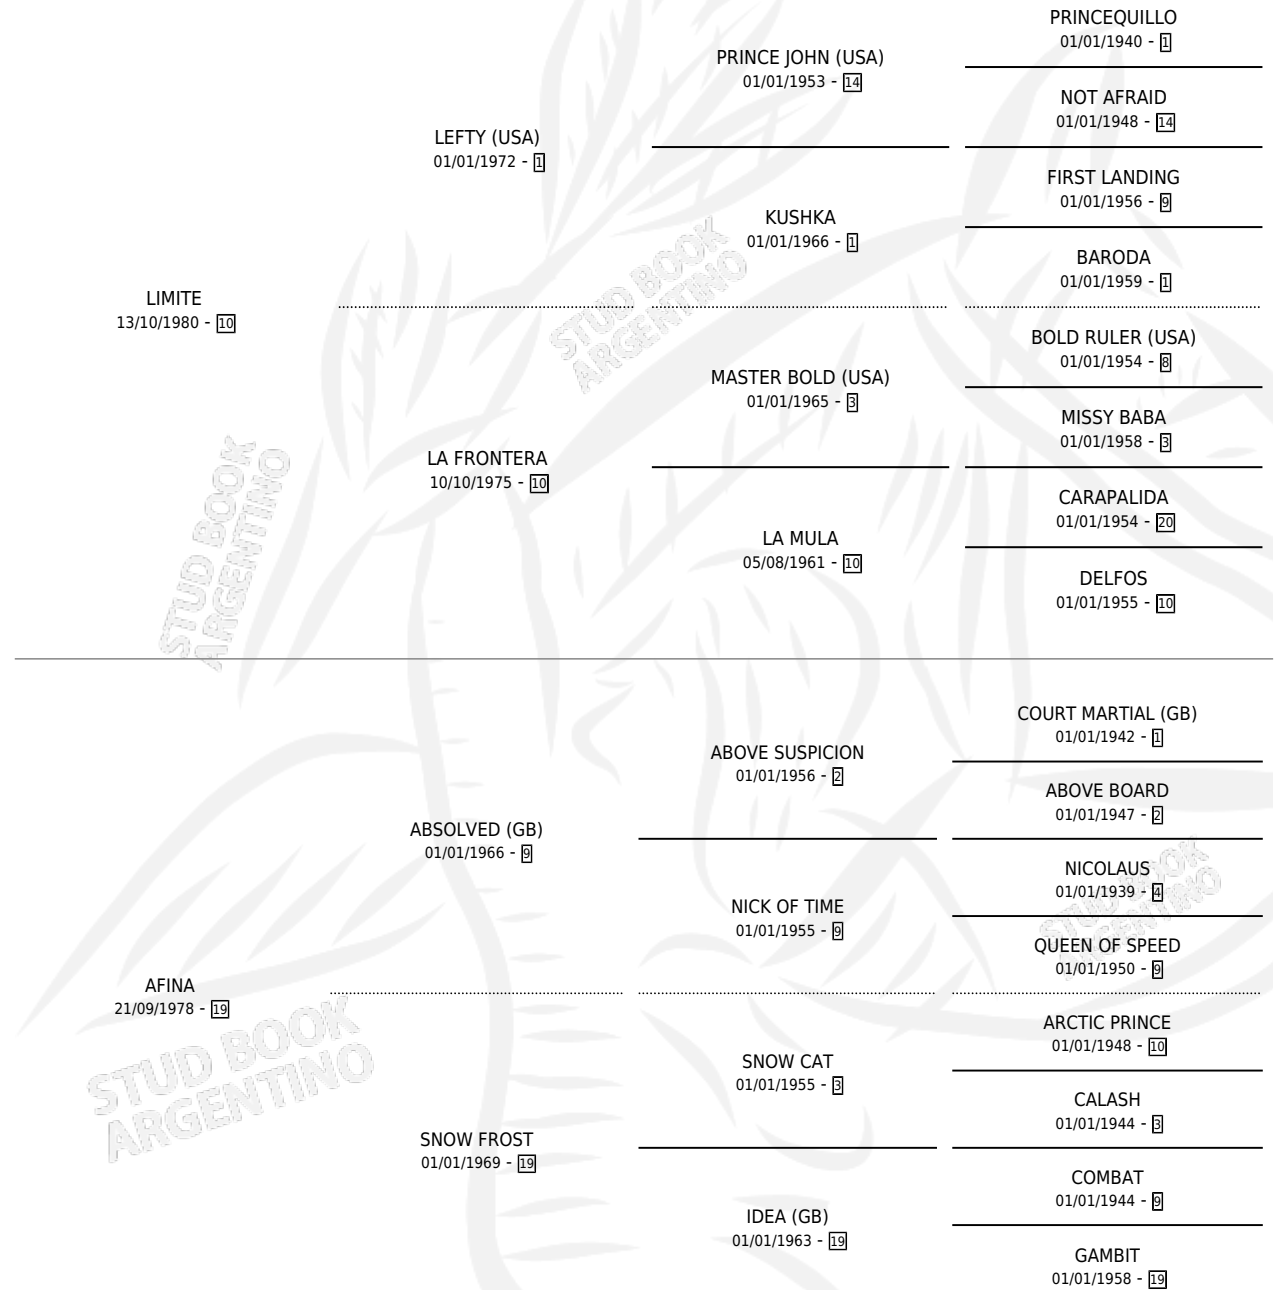 PRINCEQUILLO
01/01/1940 - 1
PRINCE JOHN (USA)
01/01/1953 - 14
NOT AFRAID
01/01/1948 - 14
LEFTY (USA)
01/01/1972 - 1
FIRST LANDING
01/01/1956 - 9
KUSHKA
01/01/1966 - 1
BARODA
01/01/1959 - 1
LIMITE
13/10/1980 - 10
BOLD RULER (USA)
01/01/1954 - 8
MASTER BOLD (USA)
01/01/1965 - 3
MISSY BABA
01/01/1958 - 3
LA FRONTERA
10/10/1975 - 10
CARAPALIDA
01/01/1954 - 20
LA MULA
05/08/1961 - 10
DELFOS
01/01/1955 - 10
COURT MARTIAL (GB)
01/01/1942 - 1
ABOVE SUSPICION
01/01/1956 - 2
ABOVE BOARD
01/01/1947 - 2
ABSOLVED (GB)
01/01/1966 - 9
NICOLAUS
01/01/1939 - 4
NICK OF TIME
01/01/1955 - 9
QUEEN OF SPEED
01/01/1950 - 9
AFINA
21/09/1978 - 19
ARCTIC PRINCE
01/01/1948 - 10
SNOW CAT
01/01/1955 - 3
CALASH
01/01/1944 - 3
SNOW FROST
01/01/1969 - 19
COMBAT
01/01/1944 - 9
IDEA (GB)
01/01/1963 - 19
GAMBIT
01/01/1958 - 19
STUD BOOK
ARGENTINO
STUD BOOK
ARGENTINO
STUD BOOK
ARGENTINO
STUD BOOK
ARGENTINO